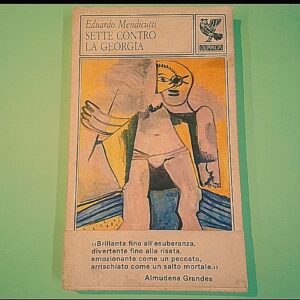 Eduardo Mendicutti
SETTE CONTRO
LA GEORGIA
GUANDA
«Brillante fino all'esuberanza,
divertente fino alla risata,
emozionante come un peccato,
arrischiato come un salto mortale.»
Almudena Grandes